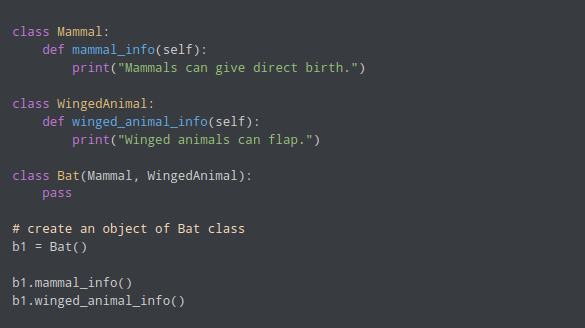 class Mammal:
    def mammal_info(self):
        print("Mammals can give direct birth.")

class WingedAnimal:
    def winged_animal_info(self):
        print("Winged animals can flap.")

class Bat(Mammal, WingedAnimal):
    pass

# create an object of Bat class
b1 = Bat()

b1.mammal_info()
b1.winged_animal_info()